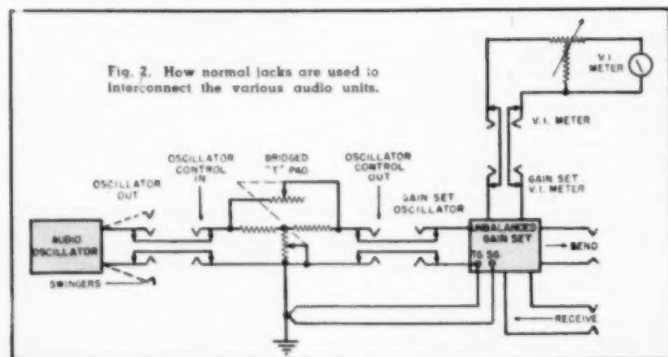 Fig. 2. How normal jacks are used to
interconnect the various audio units.
V.I.
METER
V.I. METER
GAIN SET
V.I. METER
OSCILLATOR
OUT
OSCILLATOR
CONTROL
IN
BRIDGED
"T" PAD
OSCILLATOR
CONTROL
OUT
GAIN SET
OSCILLATOR
AUDIO
OSCILLATOR
SWINGERS
UNBALANCED
GAIN SET
TG SG
SEND
RECEIVE